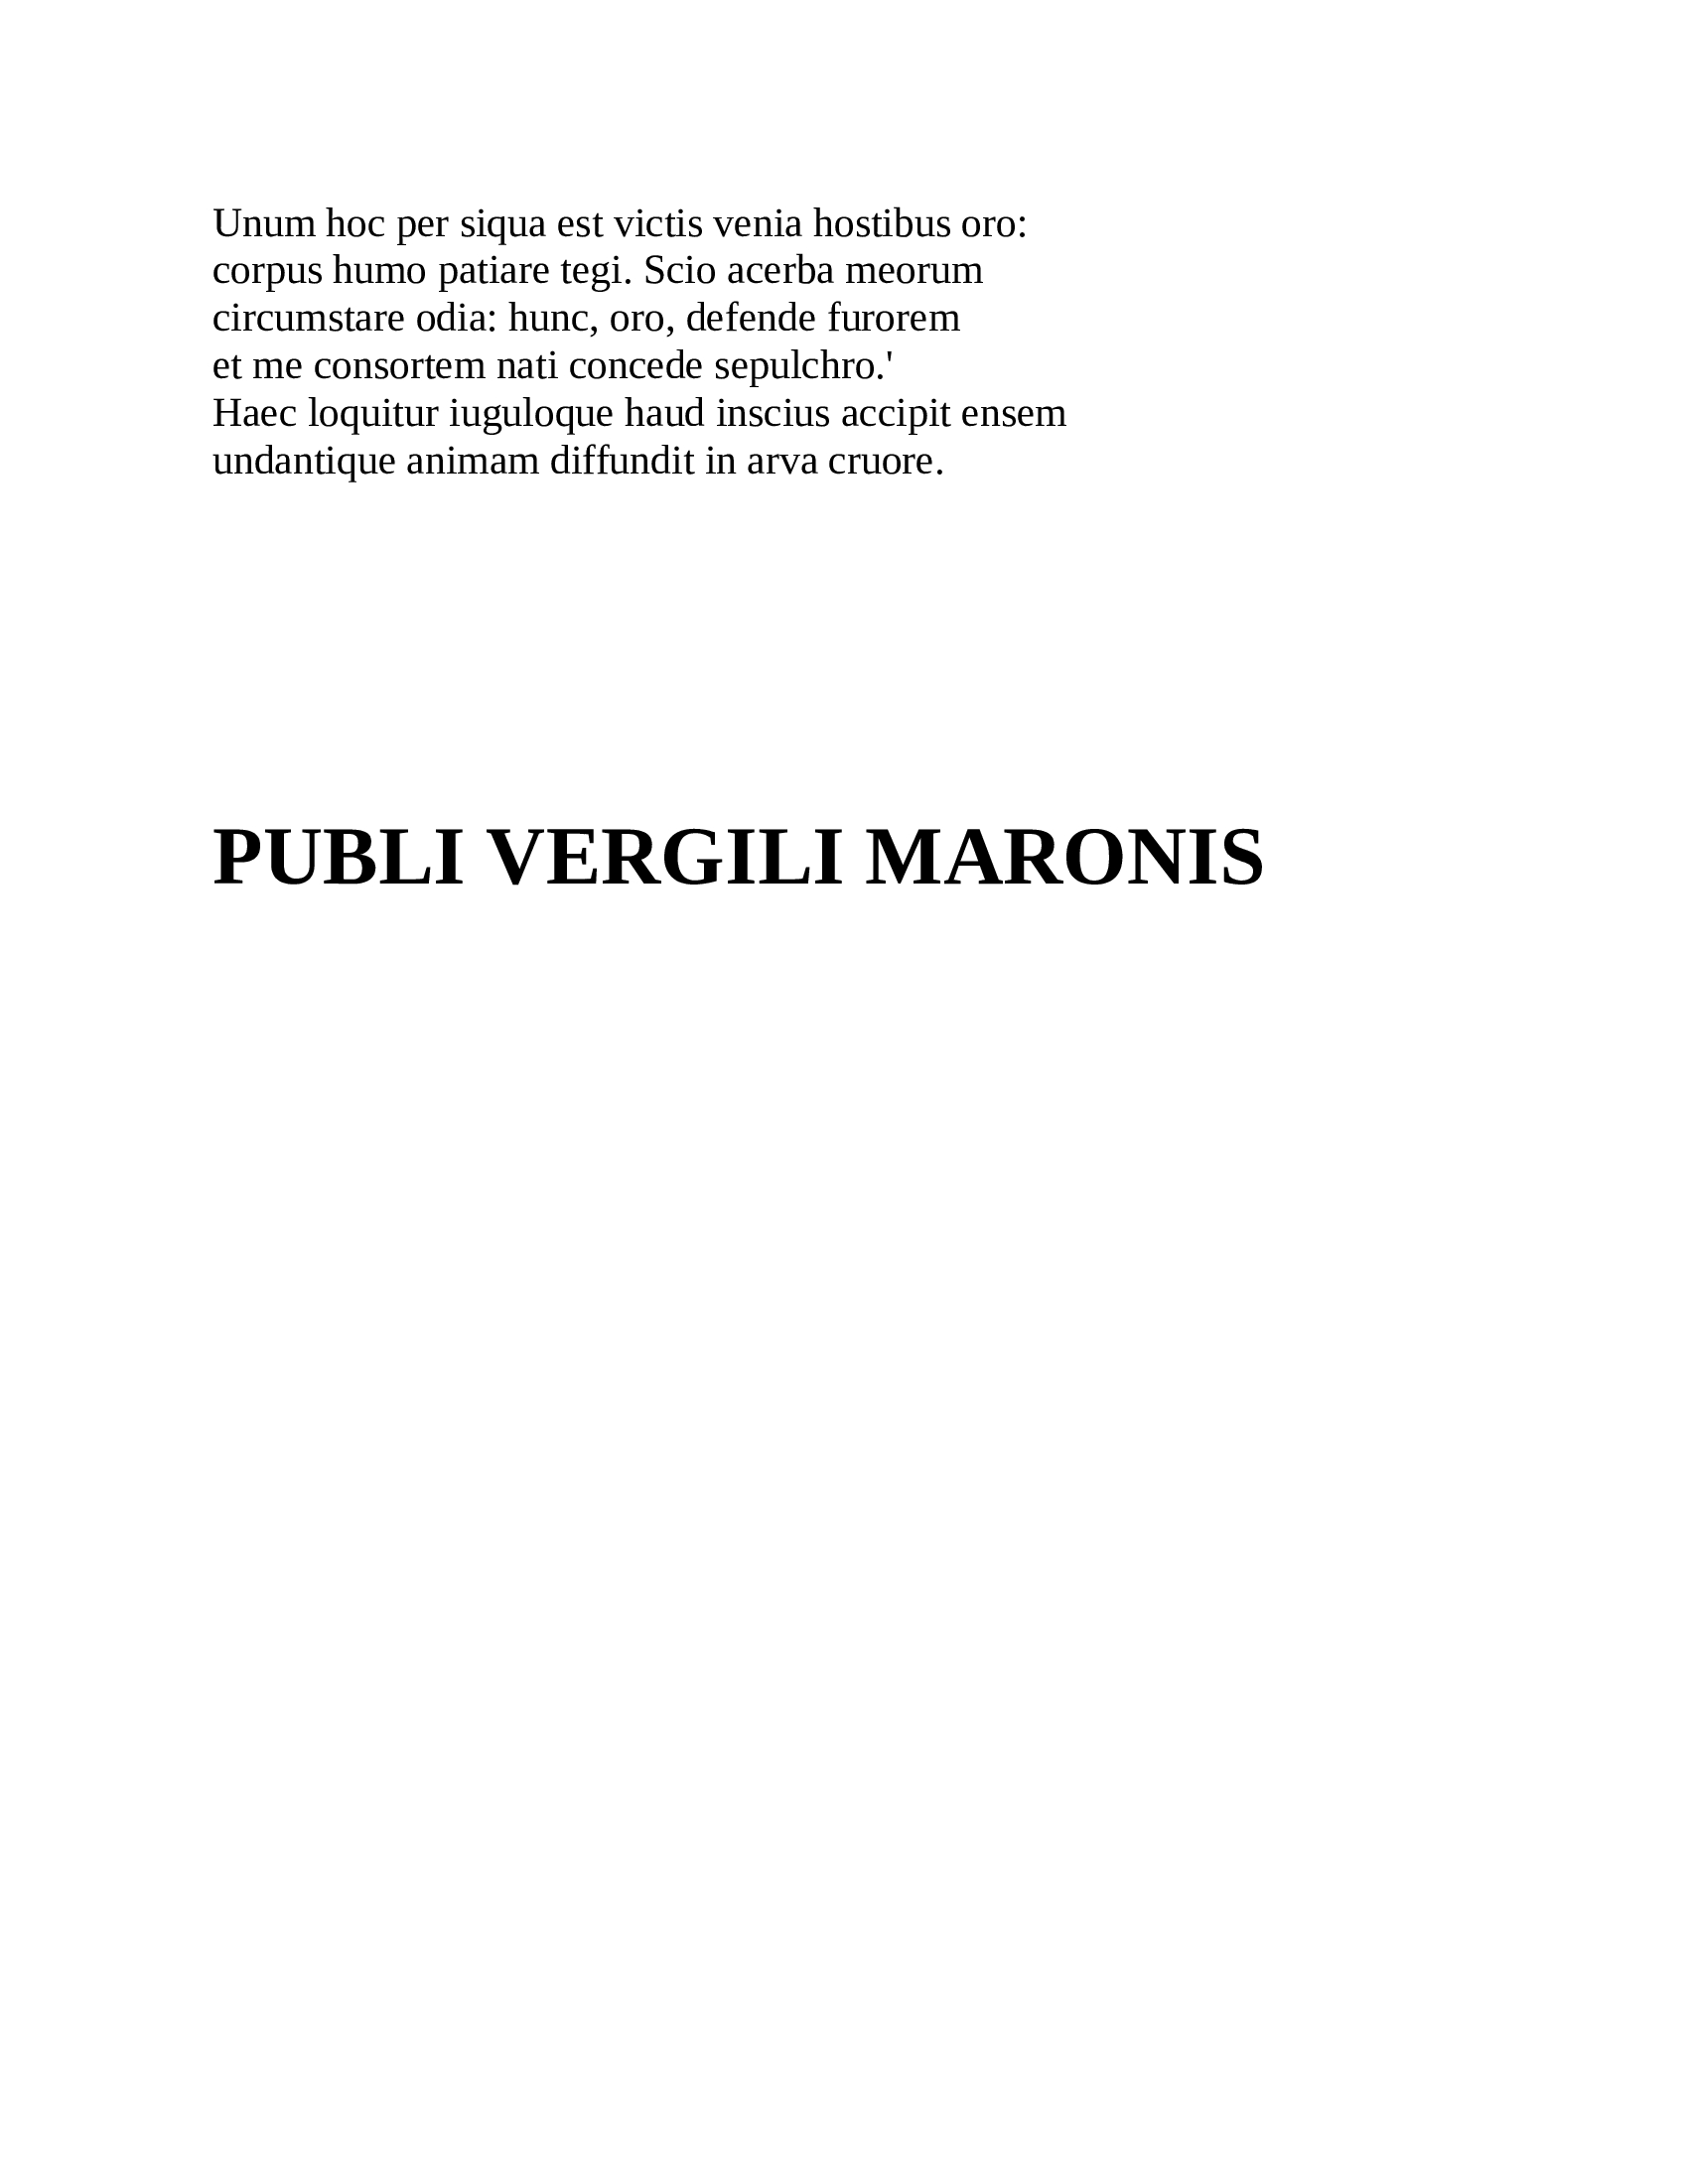 Unum hoc per siqua est victis venia hostibus oro:
corpus humo patiare tegi. Scio acerba meorum
circumstare odia: hunc, oro, defende furorem
et me consortem nati concede sepulchro.'
Haec loquitur iuguloque haud inscius accipit ensem
undantique animam diffundit in arva cruore.
PUBLI VERGILI MARONIS